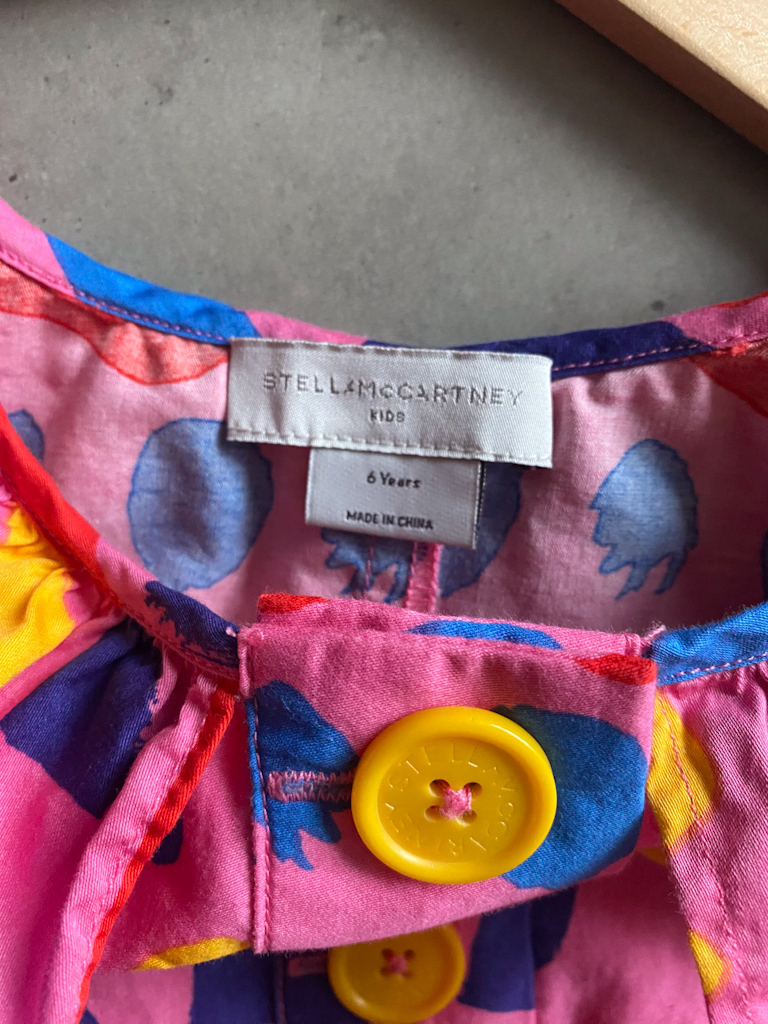 STELLA McCARTNEY
KIDS
6 Years
MADE IN CHINA